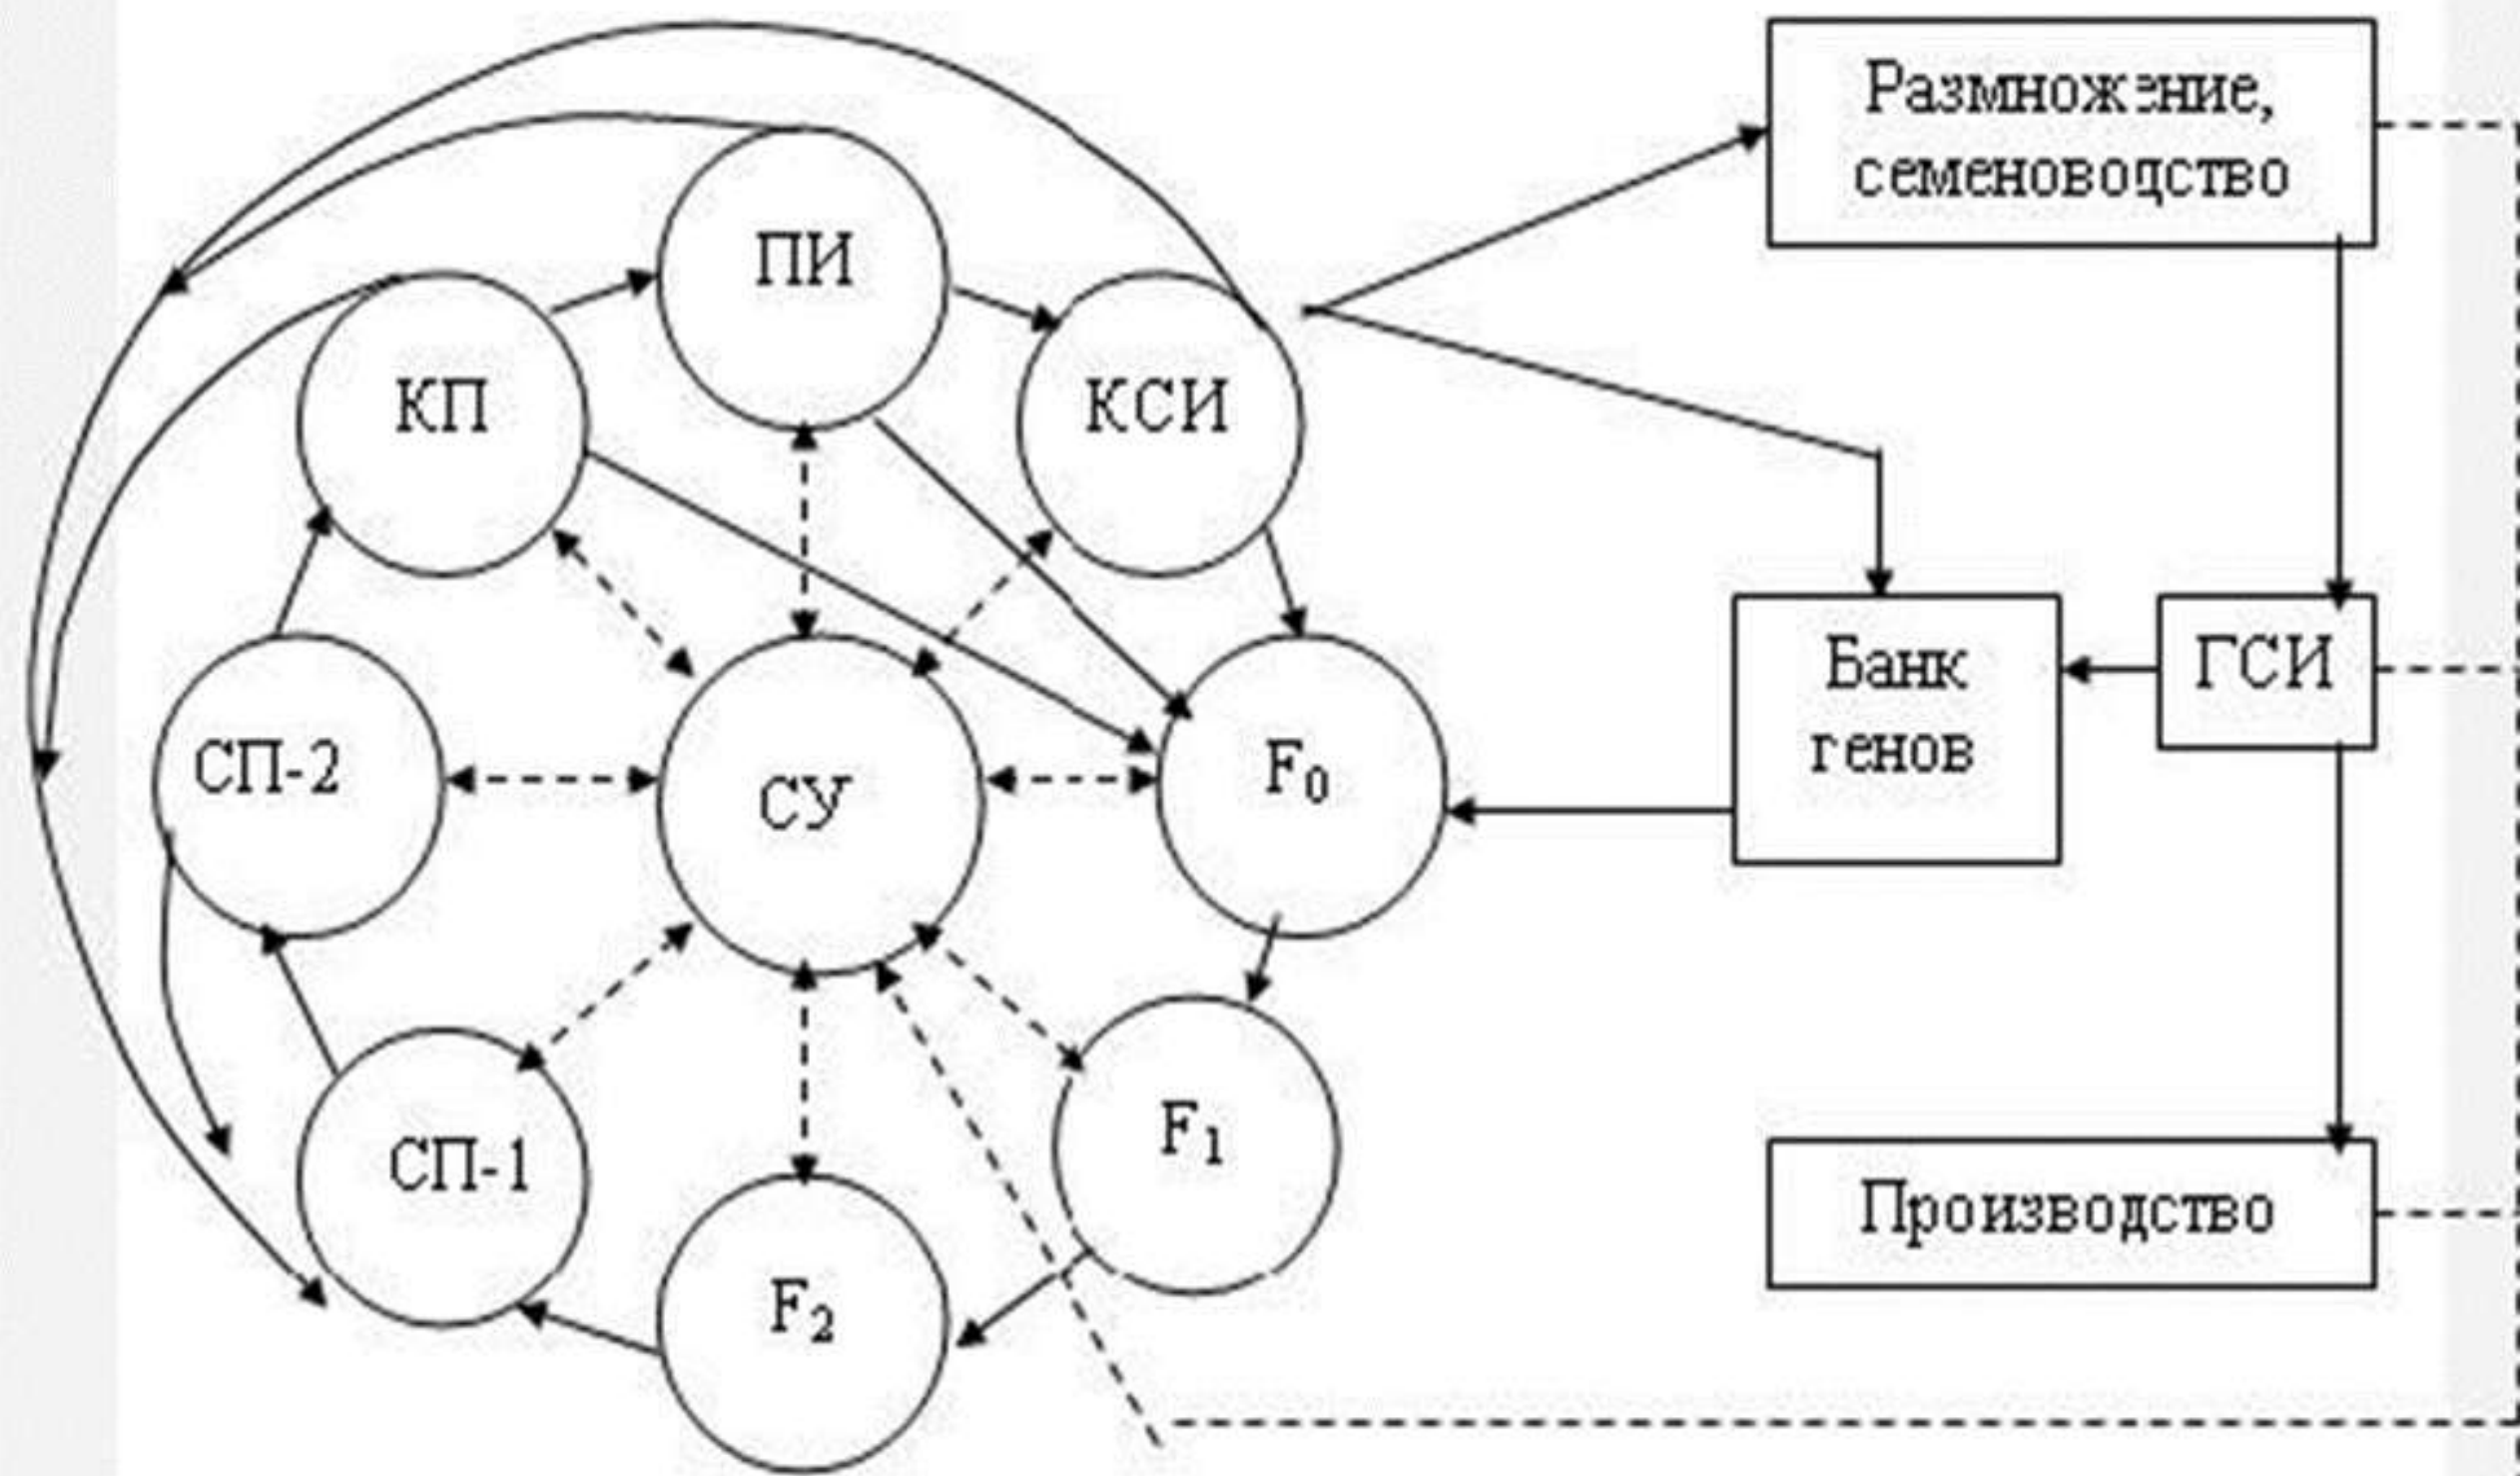 Размножение,
семеноводство
ПИ
КП
КСИ
Банк
генов
ГСИ
СП-2
СУ
F0
СП-1
F1
F2
Производство